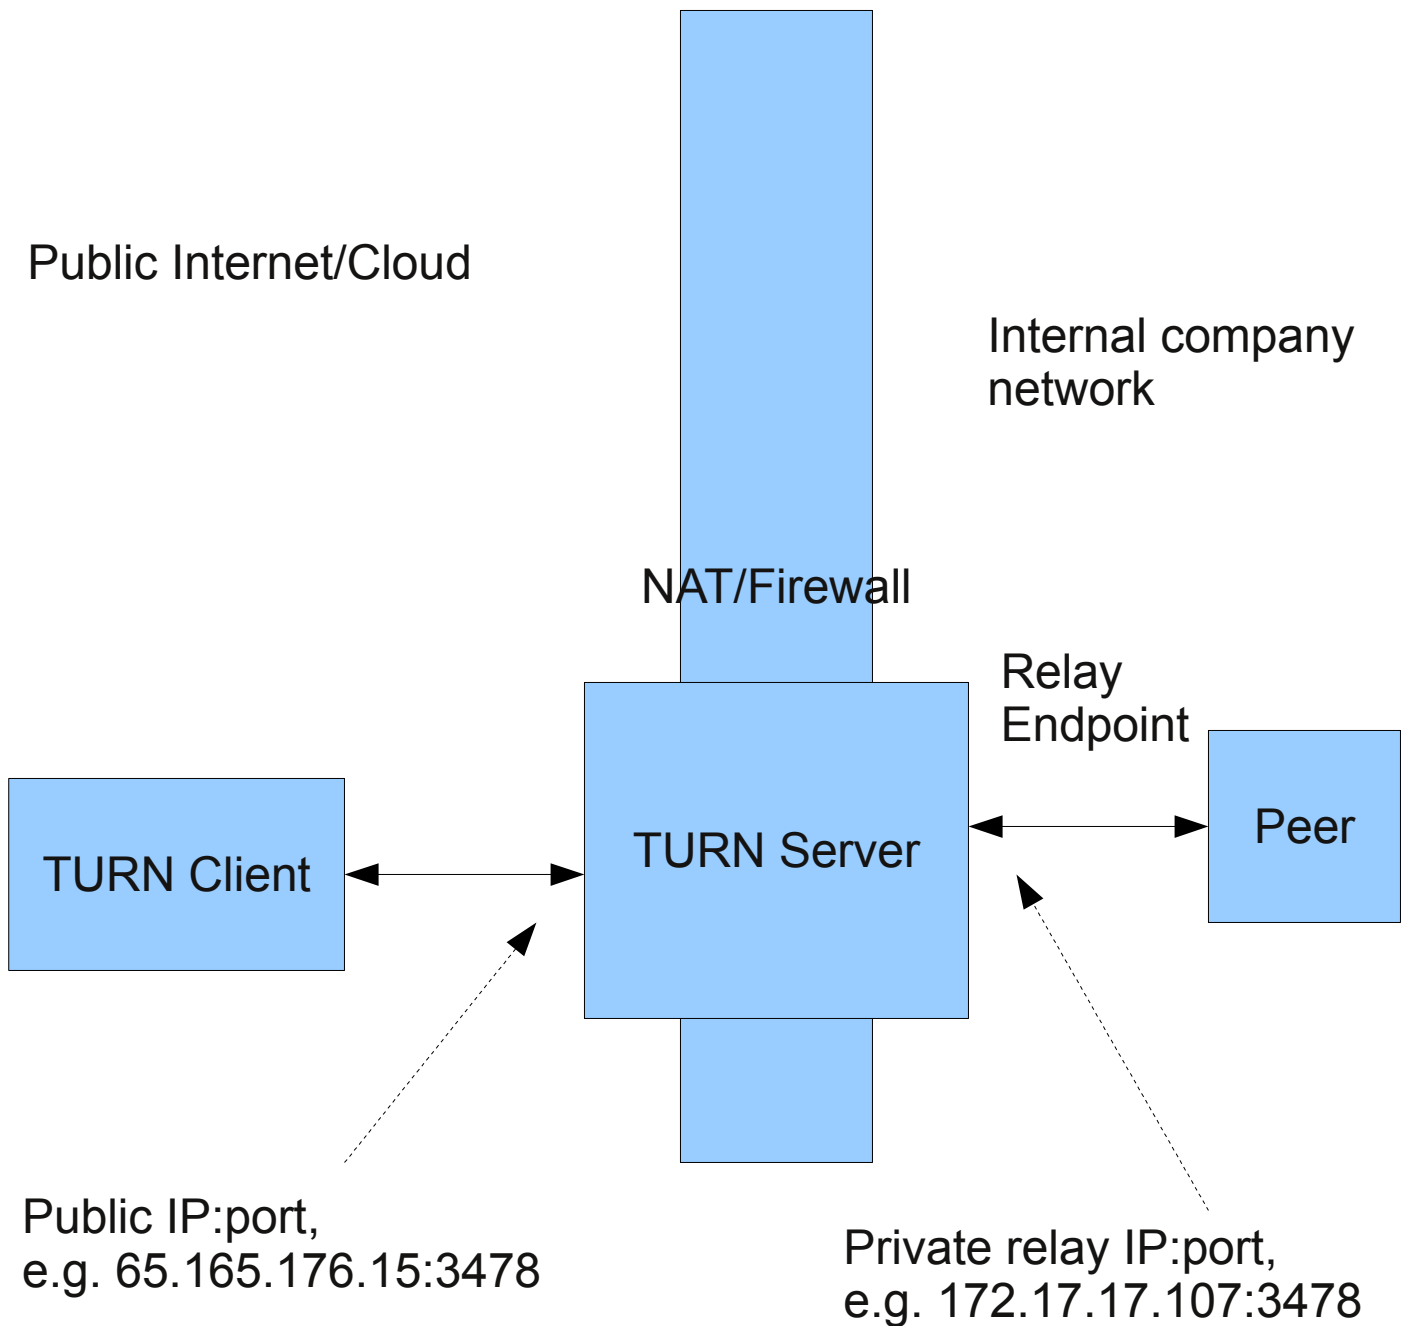 Public Internet/Cloud
Internal company
network
NAT/Firewall
Relay
Endpoint
TURN Client
TURN Server
Peer
Public IP:port,
e.g. 65.165.176.15:3478
Private relay IP:port,
e.g. 172.17.17.107:3478